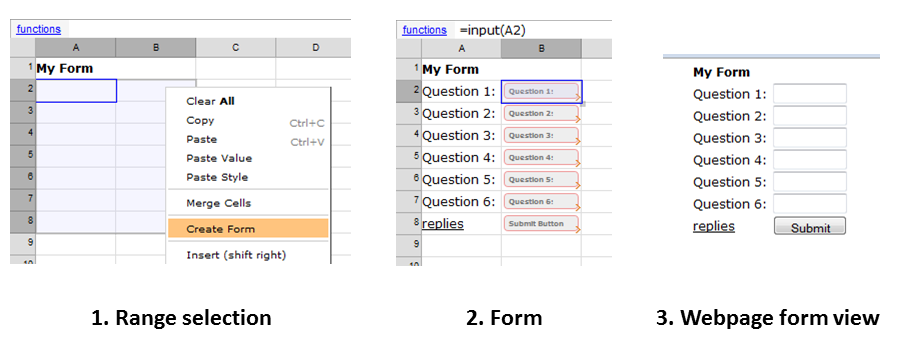 functions
A B C D
1 My Form
2
3
4
5
6
7
8
9
10
Clear All
Copy Ctrl+C
Paste Ctrl+V
Paste Value
Paste Style
Merge Cells
Create Form
Insert (shift right)
functions =input(A2)
A B
1 My Form
2 Question 1: Question 1:
3 Question 2: Question 2:
4 Question 3: Question 3:
5 Question 4: Question 4:
6 Question 5: Question 5:
7 Question 6: Question 6:
8 replies Submit Button
9
10
My Form
Question 1:
Question 2:
Question 3:
Question 4:
Question 5:
Question 6:
replies Submit
1. Range selection
2. Form
3. Webpage form view